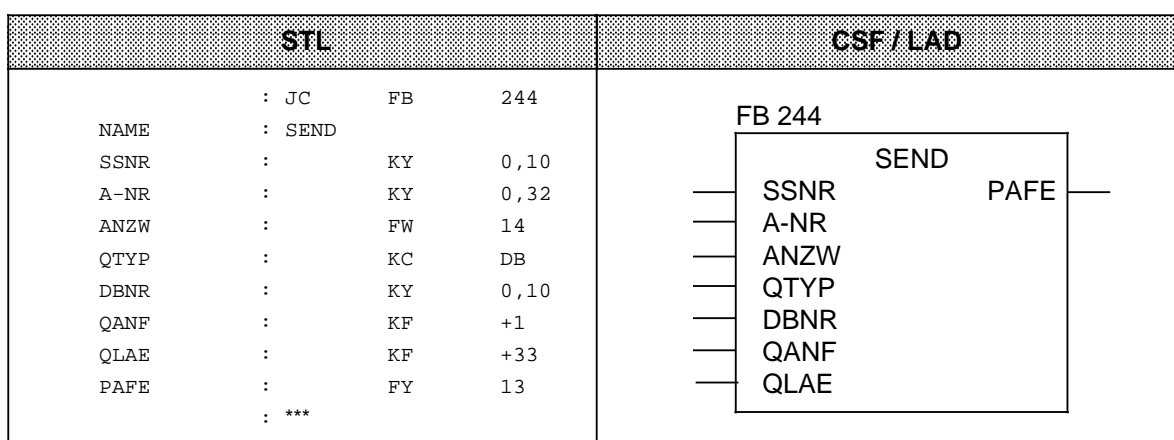 STL
CSF / LAD
: JC FB 244
NAME : SEND
SSNR : KY 0,10
A-NR : KY 0,32
ANZW : FW 14
QTYP : KC DB
DBNR : KY 0,10
QANF : KF +1
QLAE : KF +33
PAFE : FY 13
: ***
FB 244
SEND
SSNR PAFE
A-NR
ANZW
QTYP
DBNR
QANF
QLAE